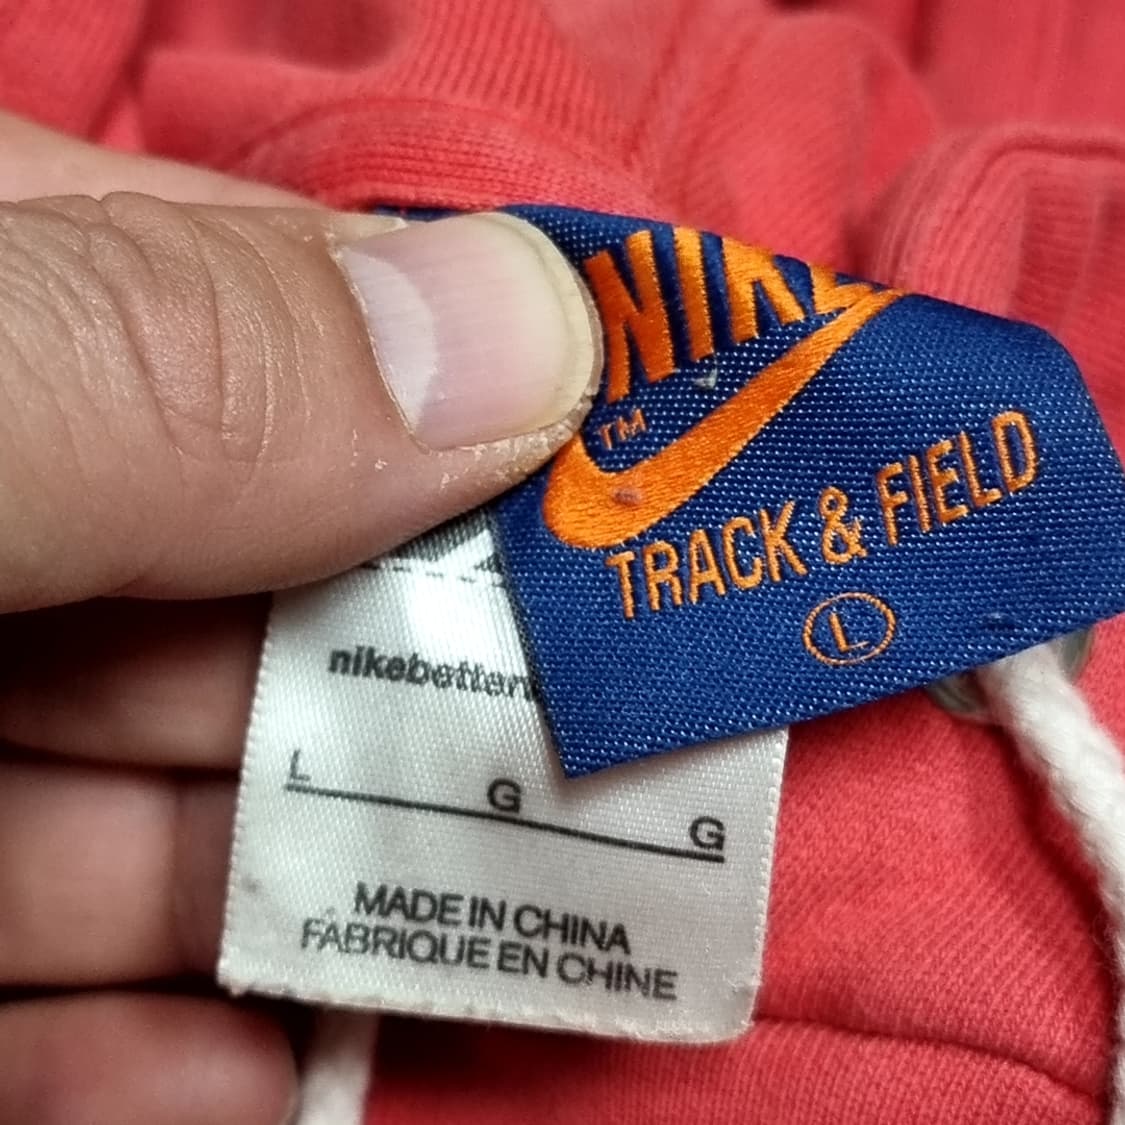 NIKE
TM
TRACK & FIELD
L
L G G
MADE IN CHINA
FABRIQUE EN CHINE